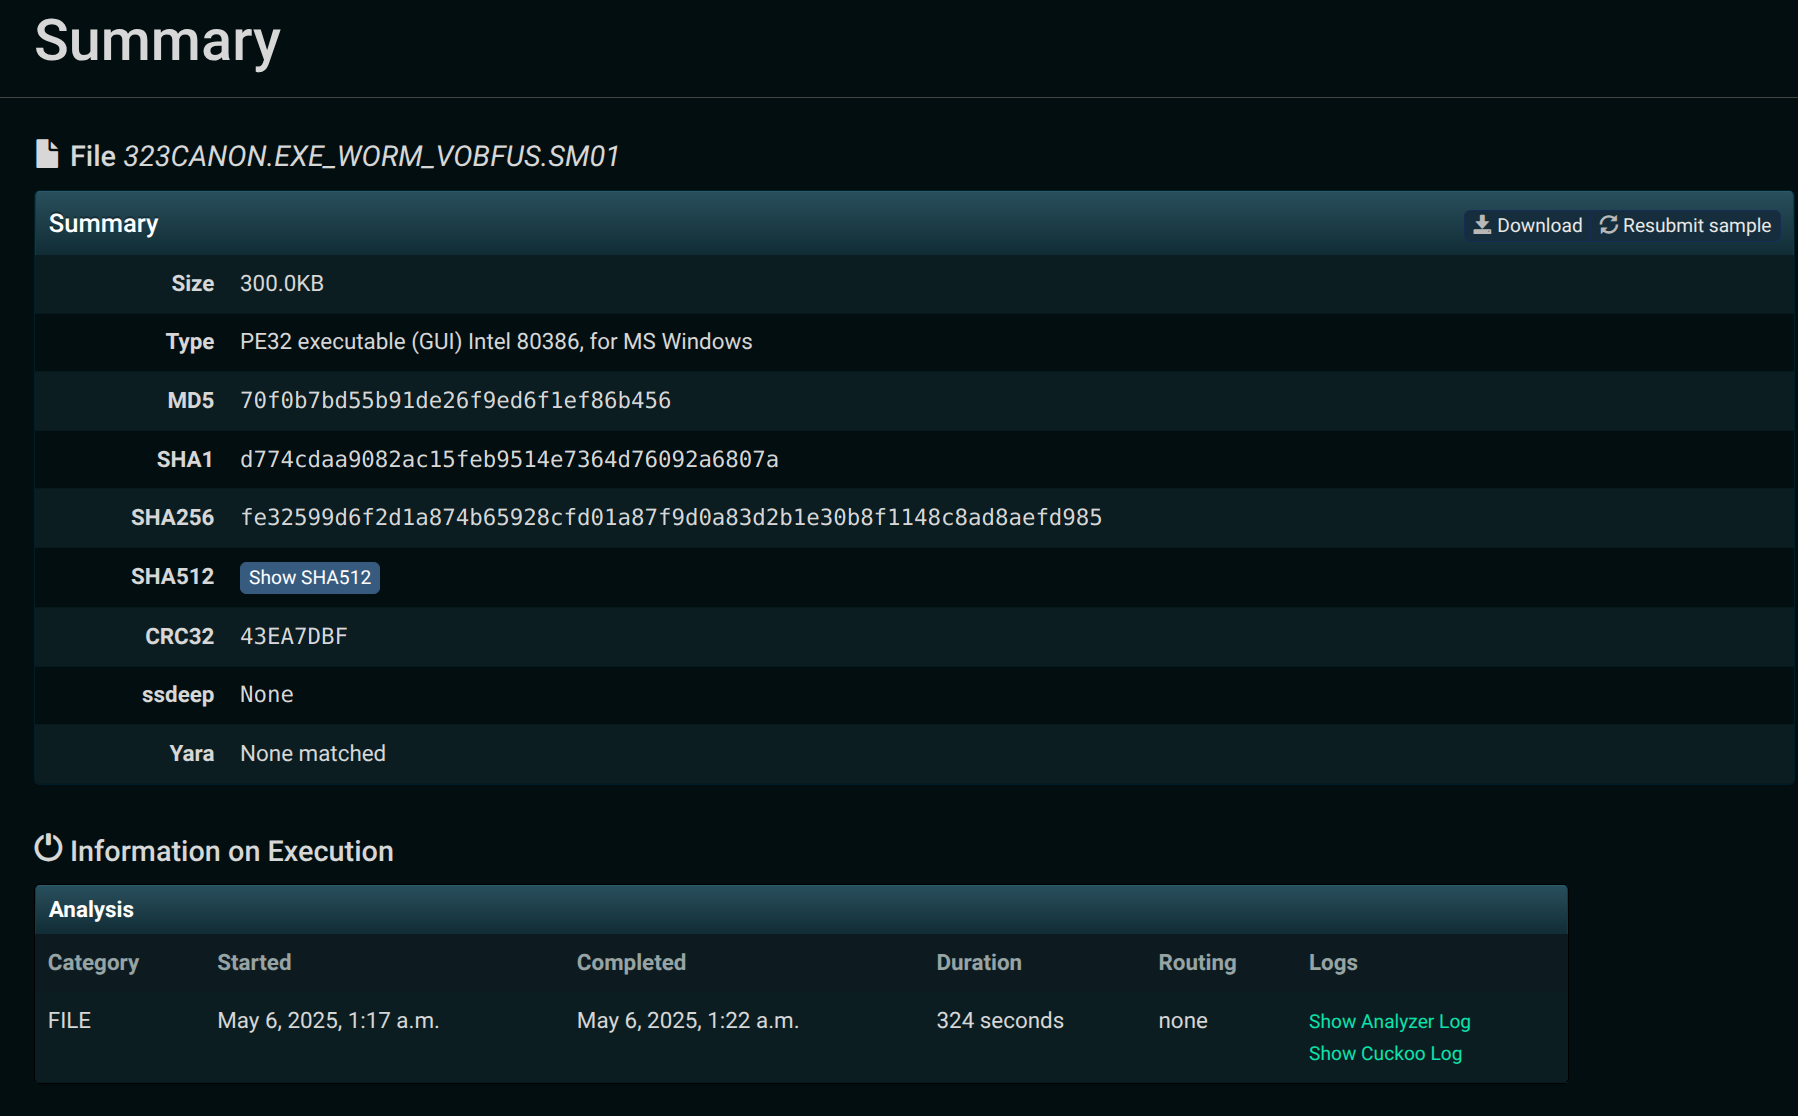 Summary
File 323CANON.EXE_WORM_VOBFUS.SM01
Summary Download Resubmit sample
Size 300.0KB
Type PE32 executable (GUI) Intel 80386, for MS Windows
MD5 70f0b7bd55b91de26f9ed6f1ef86b456
SHA1 d774cdaa9082ac15feb9514e7364d76092a6807a
SHA256 fe32599d6f2d1a874b65928cfd01a87f9d0a83d2b1e30b8f1148c8ad8aefd985
SHA512 Show SHA512
CRC32 43EA7DBF
ssdeep None
Yara None matched
Information on Execution
Analysis
Category Started Completed Duration Routing Logs
FILE May 6, 2025, 1:17 a.m. May 6, 2025, 1:22 a.m. 324 seconds none Show Analyzer Log
Show Cuckoo Log